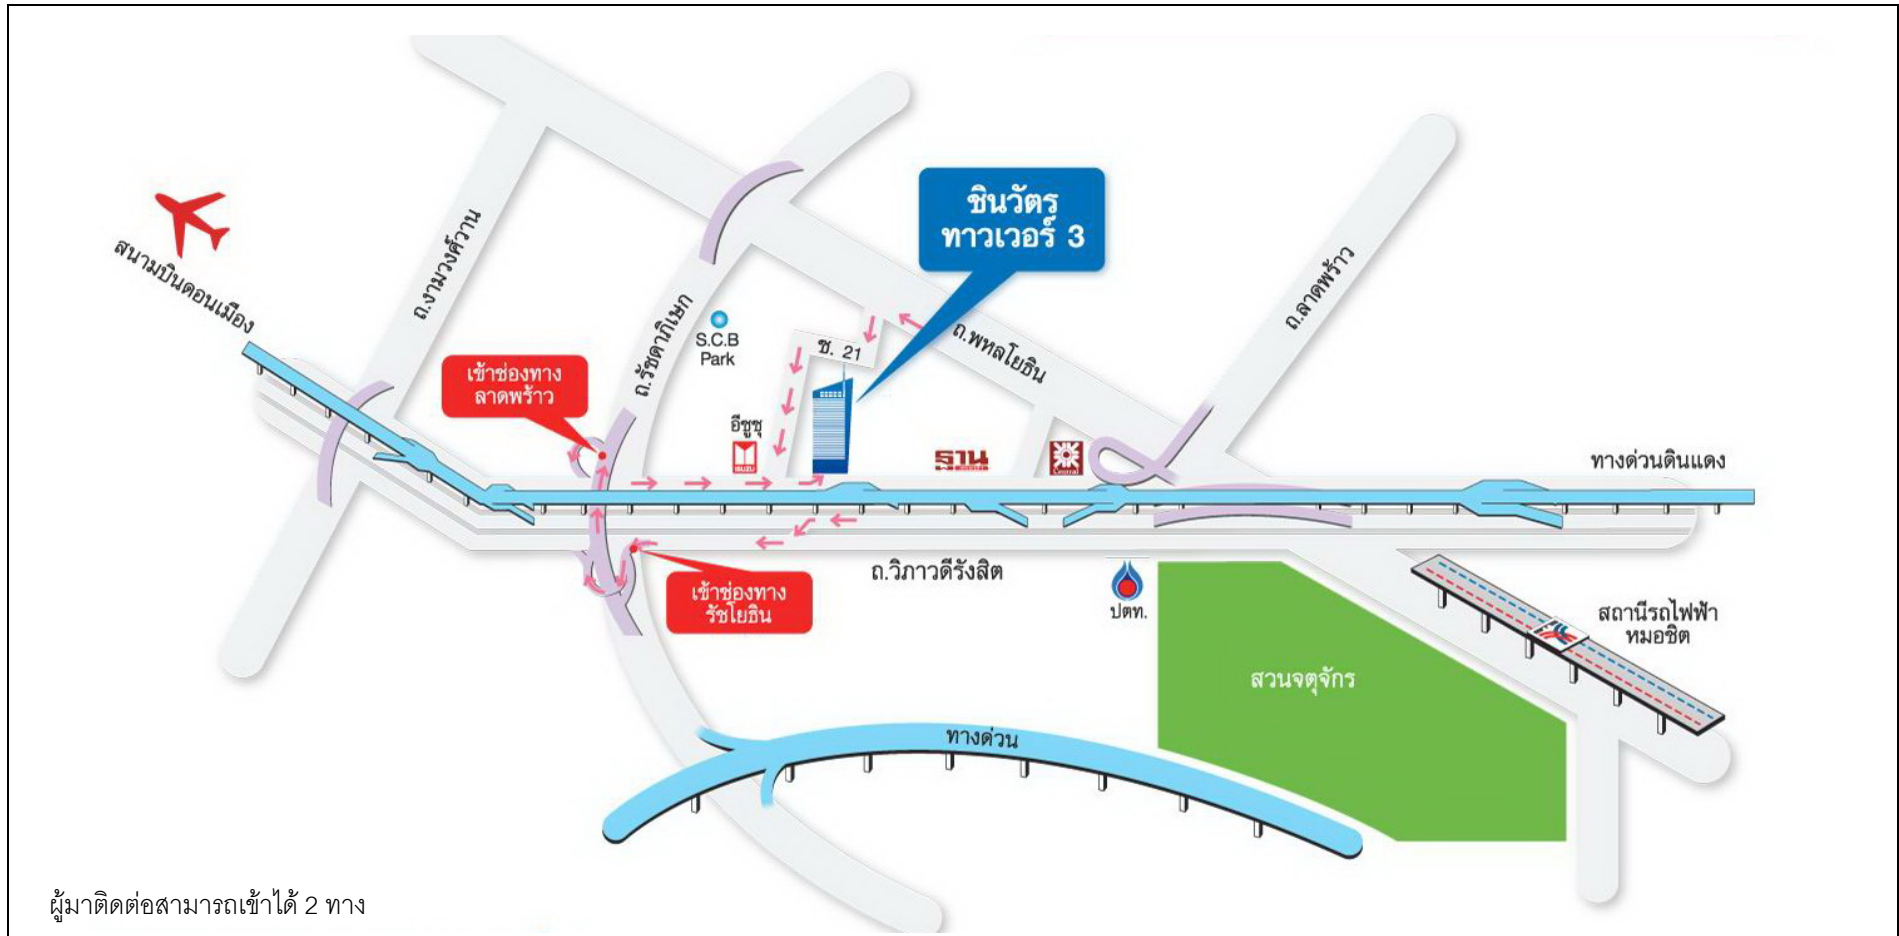 ชินวัตร
ทาวเวอร์ 3
สนามบินดอนเมือง
ถ.งามวงศ์วาน
ถ.รัชดาภิเษก
S.C.B
Park
ซ. 21
ถ.พหลโยธิน
ถ.ลาดพร้าว
เข้าช่องทาง
ลาดพร้าว
อีซูซุ
ISUZU
ฐาน
Central
ทางด่วนดินแดง
ถ.วิภาวดีรังสิต
เข้าช่องทาง
รัชโยธิน
ปตท.
สถานีรถไฟฟ้า
หมอชิต
สวนจตุจักร
ทางด่วน
ผู้มาติดต่อสามารถเข้าได้ 2 ทาง